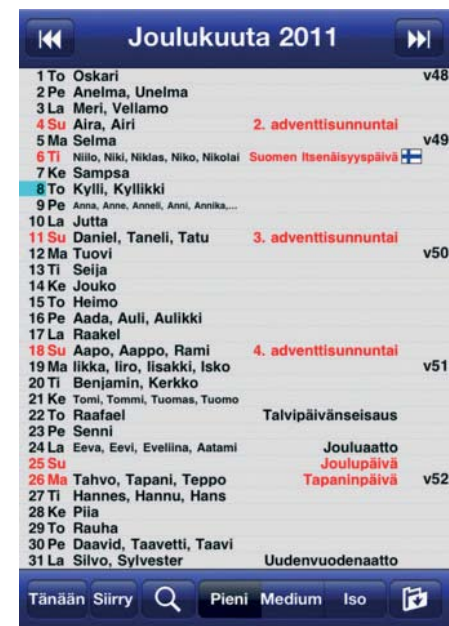 Joulukuuta 2011
1 To Oskari v48
2 Pe Anelma, Unelma
3 La Meri, Vellamo
4 Su Aira, Airi 2. adventtisunnuntai
5 Ma Selma v49
6 Ti Niilo, Niki, Niklas, Niko, Nikolai Suomen Itsenäisyyspäivä
7 Ke Sampsa
8 To Kylli, Kyllikki
9 Pe Anna, Anne, Anneli, Anni, Annika,...
10 La Jutta
11 Su Daniel, Taneli, Tatu 3. adventtisunnuntai
12 Ma Tuovi v50
13 Ti Seija
14 Ke Jouko
15 To Heimo
16 Pe Aada, Auli, Aulikki
17 La Raakel
18 Su Aapo, Aappo, Rami 4. adventtisunnuntai
19 Ma Iikka, Iiro, Iisakki, Isko v51
20 Ti Benjamin, Kerkko
21 Ke Tomi, Tommi, Tuomas, Tuomo
22 To Raafael Talvipäivänseisaus
23 Pe Senni
24 La Eeva, Eevi, Eveliina, Aatami Jouluaatto
25 Su Joulupäivä
26 Ma Tahvo, Tapani, Teppo Tapaninpäivä v52
27 Ti Hannes, Hannu, Hans
28 Ke Piia
29 To Rauha
30 Pe Daavid, Taavetti, Taavi
31 La Silvo, Sylvester Uudenvuodenaatto
Tänään Siirry Pieni Medium Iso